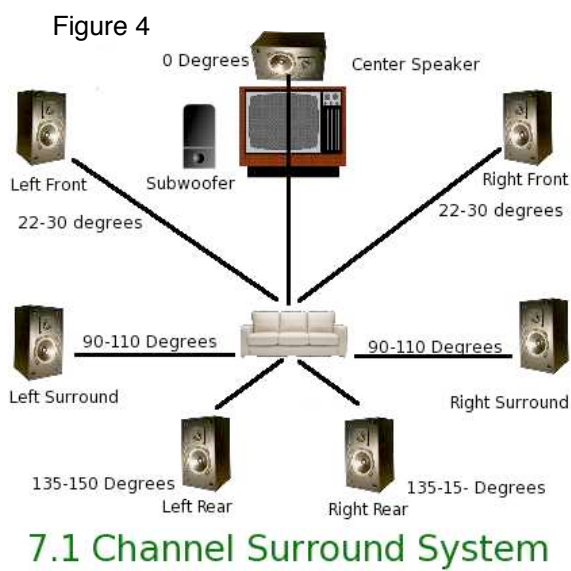 Figure 4
0 Degrees
Center Speaker
Left Front
Subwoofer
Right Front
22-30 degrees
22-30 degrees
90-110 Degrees
90-110 Degrees
Left Surround
Right Surround
135-150 Degrees
135-15- Degrees
Left Rear
Right Rear
7.1 Channel Surround System